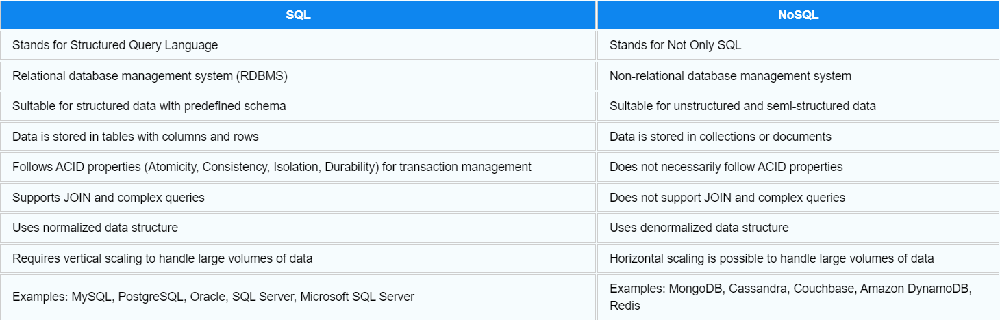 SQL
NoSQL
Stands for Structured Query Language
Stands for Not Only SQL
Relational database management system (RDBMS)
Non-relational database management system
Suitable for structured data with predefined schema
Suitable for unstructured and semi-structured data
Data is stored in tables with columns and rows
Data is stored in collections or documents
Follows ACID properties (Atomicity, Consistency, Isolation, Durability) for transaction management
Does not necessarily follow ACID properties
Supports JOIN and complex queries
Does not support JOIN and complex queries
Uses normalized data structure
Uses denormalized data structure
Requires vertical scaling to handle large volumes of data
Horizontal scaling is possible to handle large volumes of data
Examples: MySQL, PostgreSQL, Oracle, SQL Server, Microsoft SQL Server
Examples: MongoDB, Cassandra, Couchbase, Amazon DynamoDB,
Redis